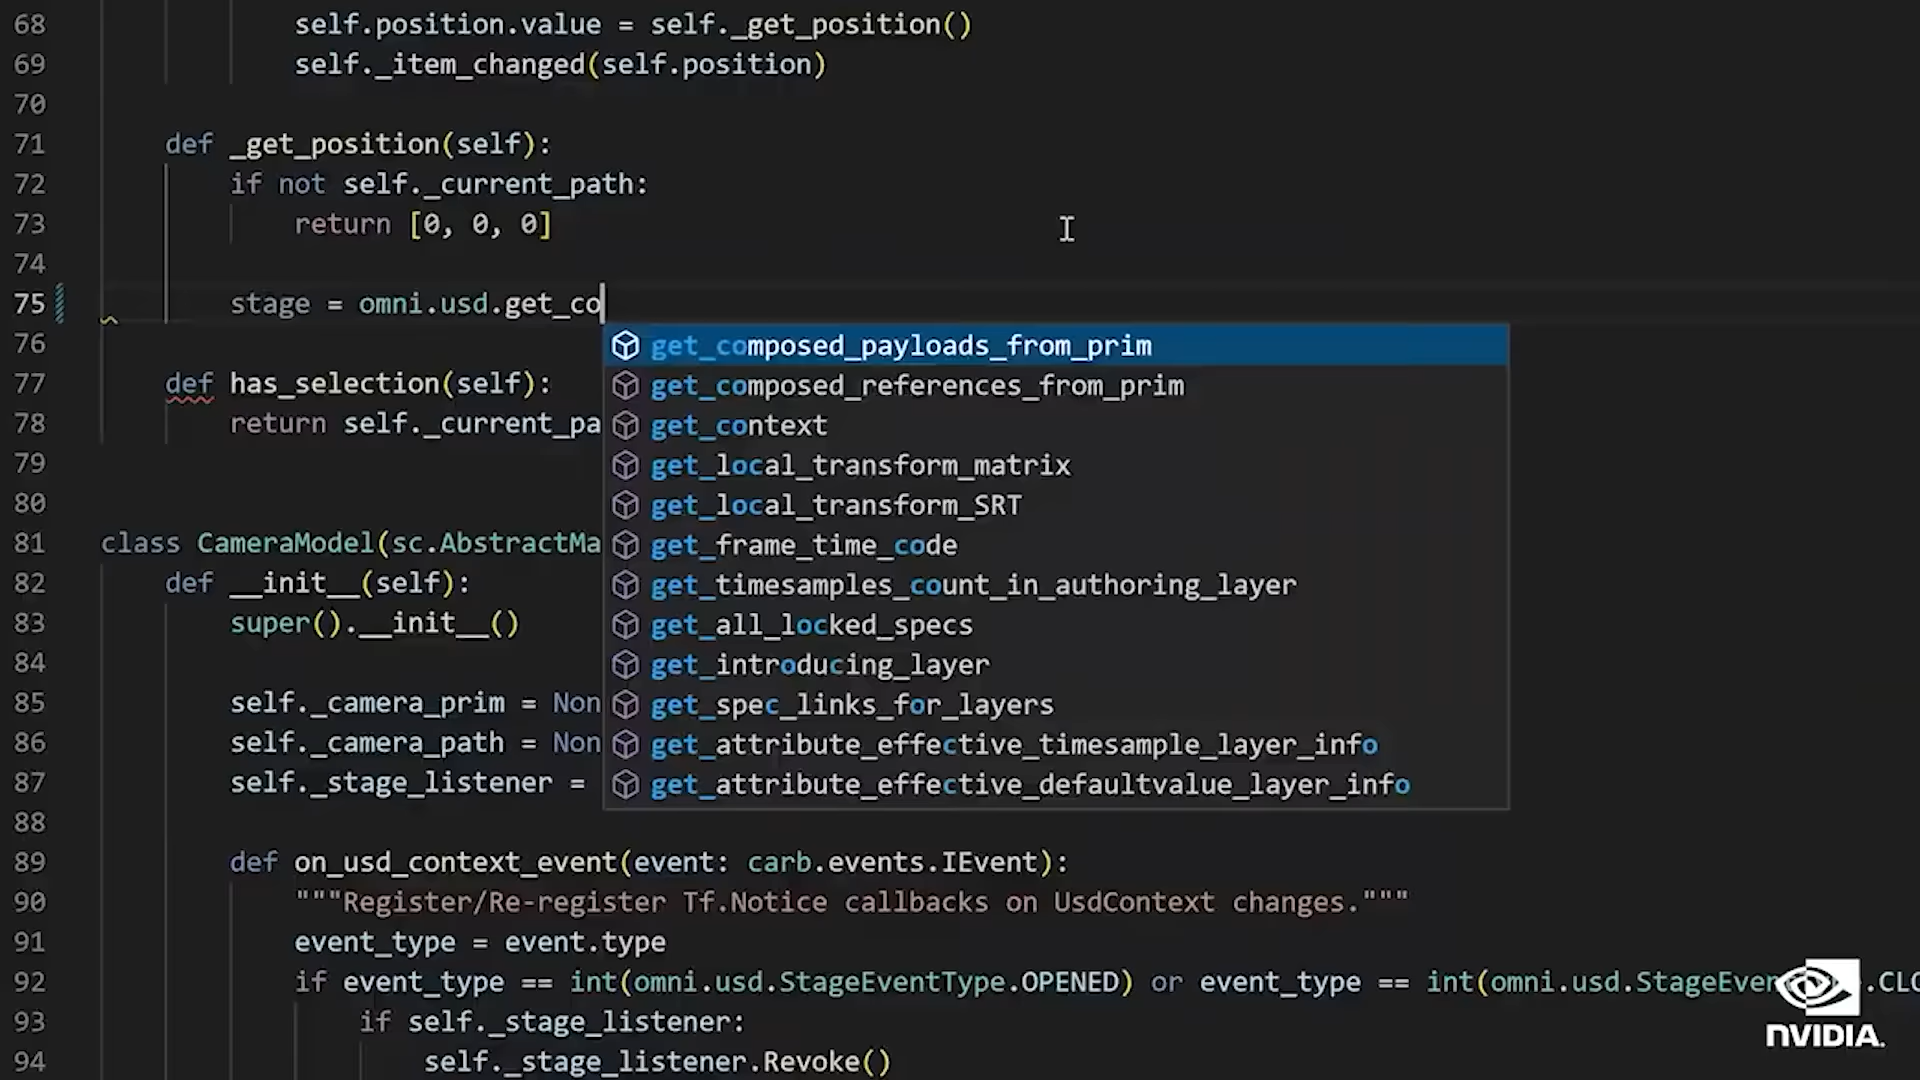 68 self.position.value = self._get_position()
69 self._item_changed(self.position)
70
71 def _get_position(self):
72 if not self._current_path:
73 return [0, 0, 0]
74
75 stage = omni.usd.get_co
76
get_composed_payloads_from_prim
get_composed_references_from_prim
get_context
get_local_transform_matrix
get_local_transform_SRT
get_frame_time_code
get_timesamples_count_in_authoring_layer
get_all_locked_specs
get_introducing_layer
get_spec_links_for_layers
get_attribute_effective_timesample_layer_info
get_attribute_effective_defaultvalue_layer_info
77 def has_selection(self):
78 return self._current_pa
79
80
81 class CameraModel(sc.AbstractMa
82 def __init__(self):
83 super().__init__()
84
85 self._camera_prim = Non
86 self._camera_path = Non
87 self._stage_listener =
88
89 def on_usd_context_event(event: carb.events.IEvent):
90 """Register/Re-register Tf.Notice callbacks on UsdContext changes."""
91 event_type = event.type
92 if event_type == int(omni.usd.StageEventType.OPENED) or event_type == int(omni.usd.StageEven .CLO
93 if self._stage_listener:
94 self._stage_listener.Revoke()
NVIDIA.